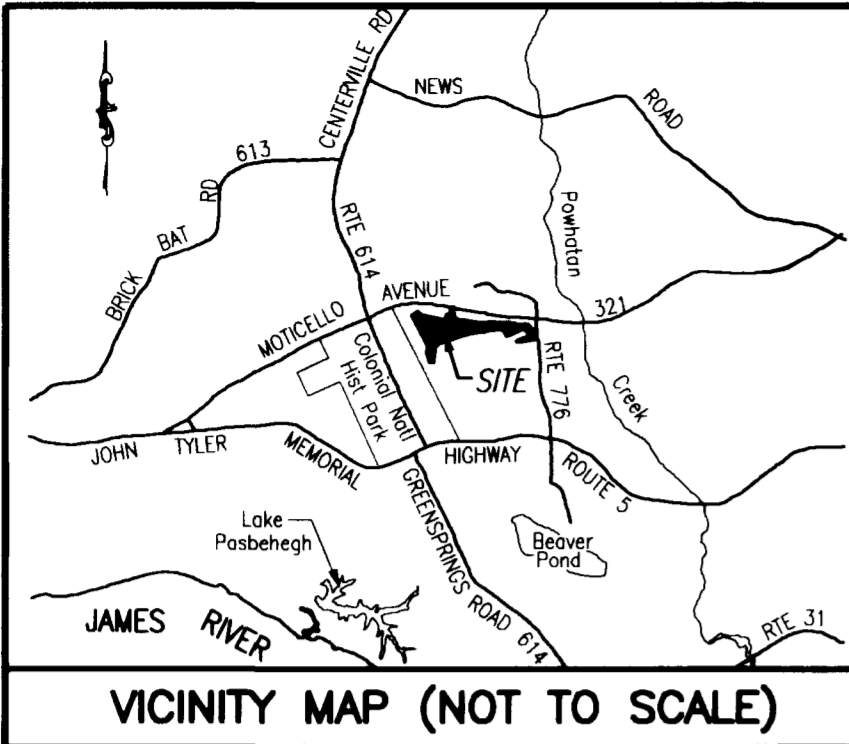 CENTERVILLE RD
NEWS ROAD
613
BRICK BAT RD
RTE 614
Powhatan Creek
MOTICELLO AVENUE
321
SITE
RTE 776
Colonial Natl
Hist Park
JOHN TYLER MEMORIAL HIGHWAY ROUTE 5
GREENSPRINGS ROAD 614
Lake
Pasbehegh
Beaver
Pond
JAMES RIVER
RTE 31
VICINITY MAP (NOT TO SCALE)